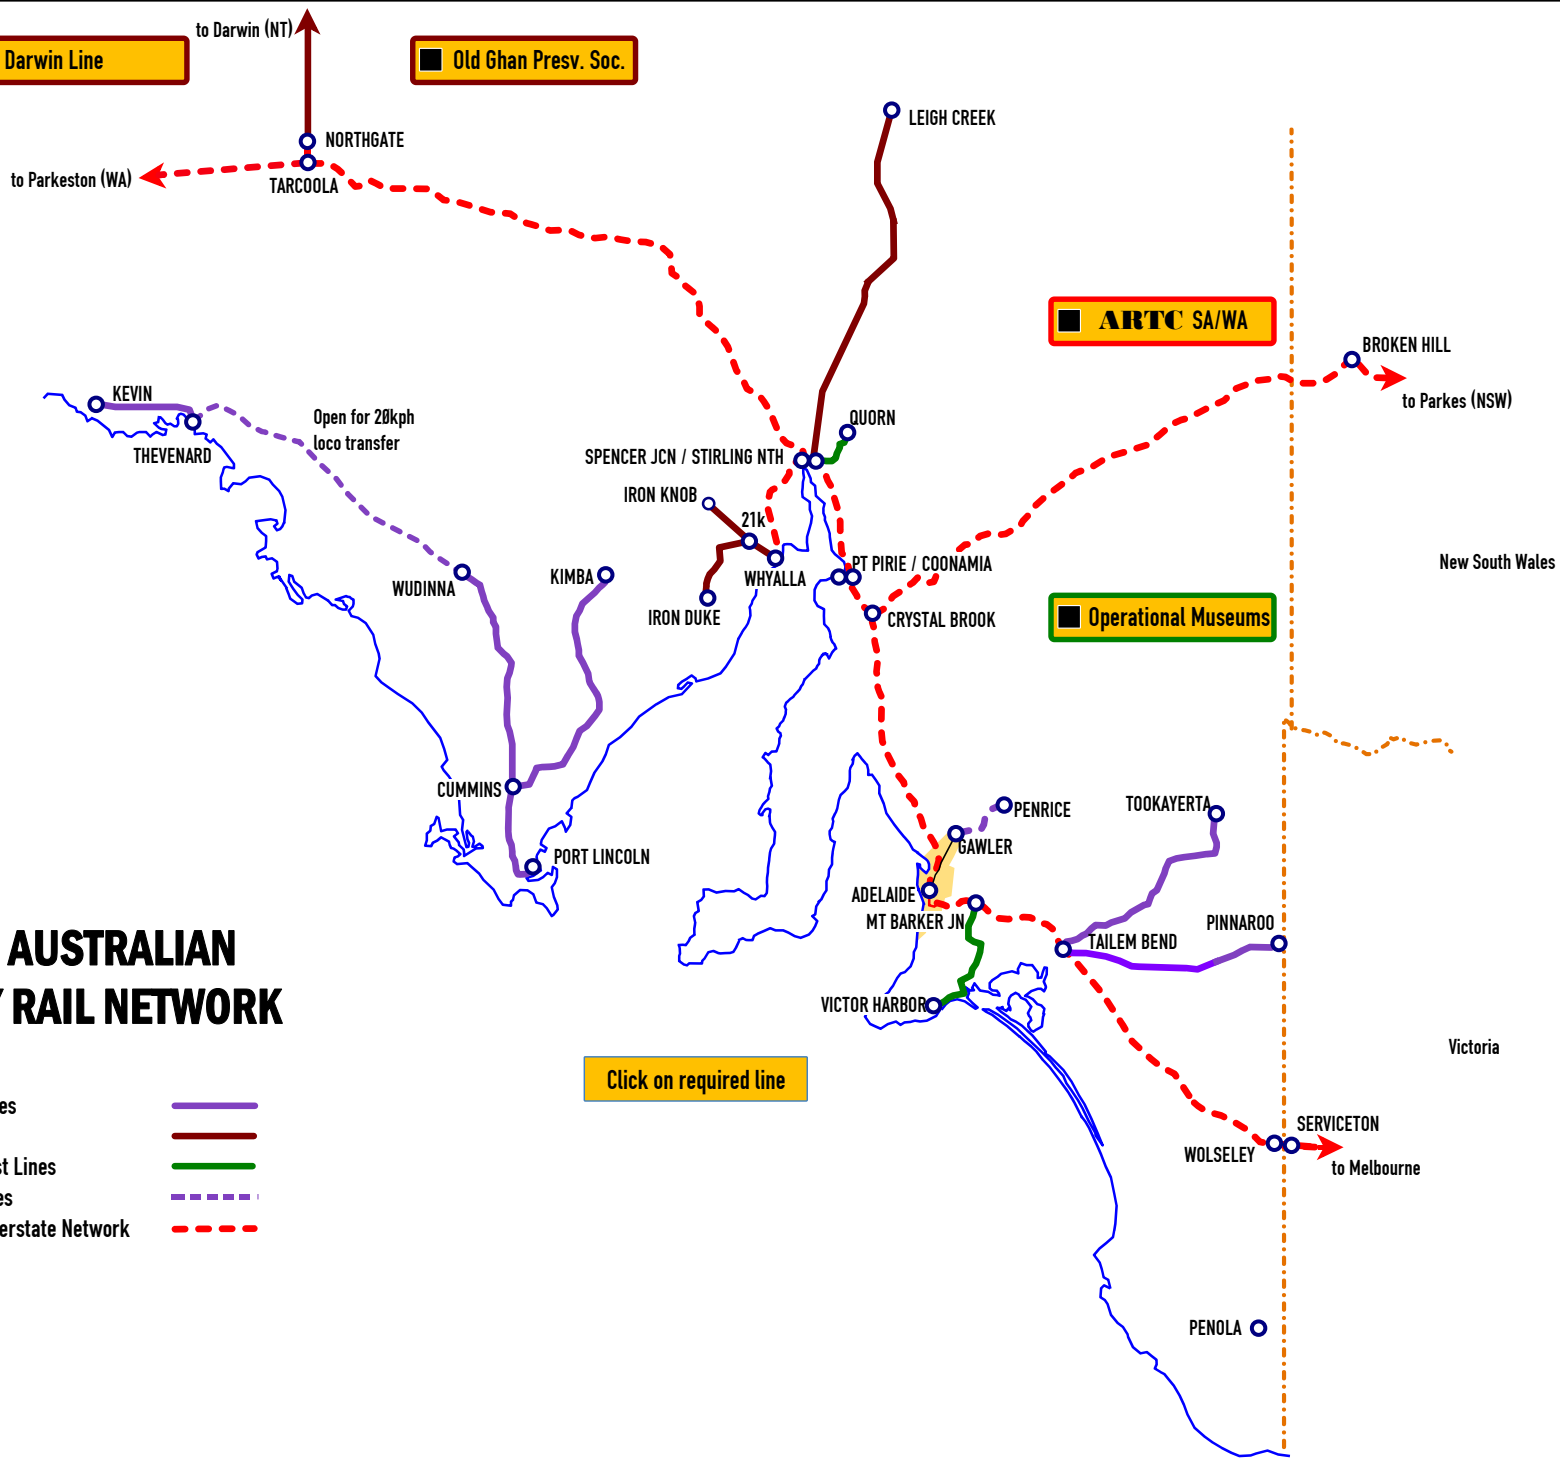 to Darwin (NT)
Darwin Line
Old Ghan Presv. Soc.
LEIGH CREEK
NORTHGATE
to Parkeston (WA)
TARCOOLA
ARTC SA/WA
BROKEN HILL
to Parkes (NSW)
KEVIN
Open for 20kph
loco transfer
QUORN
THEVENARD
SPENCER JCN / STIRLING NTH
IRON KNOB
21k
PT PIRIE / COONAMIA
New South Wales
WUDINNA
KIMBA
WHYALLA
IRON DUKE
CRYSTAL BROOK
Operational Museums
CUMMINS
PENRICE
TOOKAYERTA
GAWLER
PORT LINCOLN
ADELAIDE
MT BARKER JN
PINNAROO
TAILEM BEND
AUSTRALIAN
Y RAIL NETWORK
VICTOR HARBOR
Victoria
Click on required line
es
st Lines
es
erstate Network
SERVICETON
WOLSELEY
to Melbourne
PENOLA